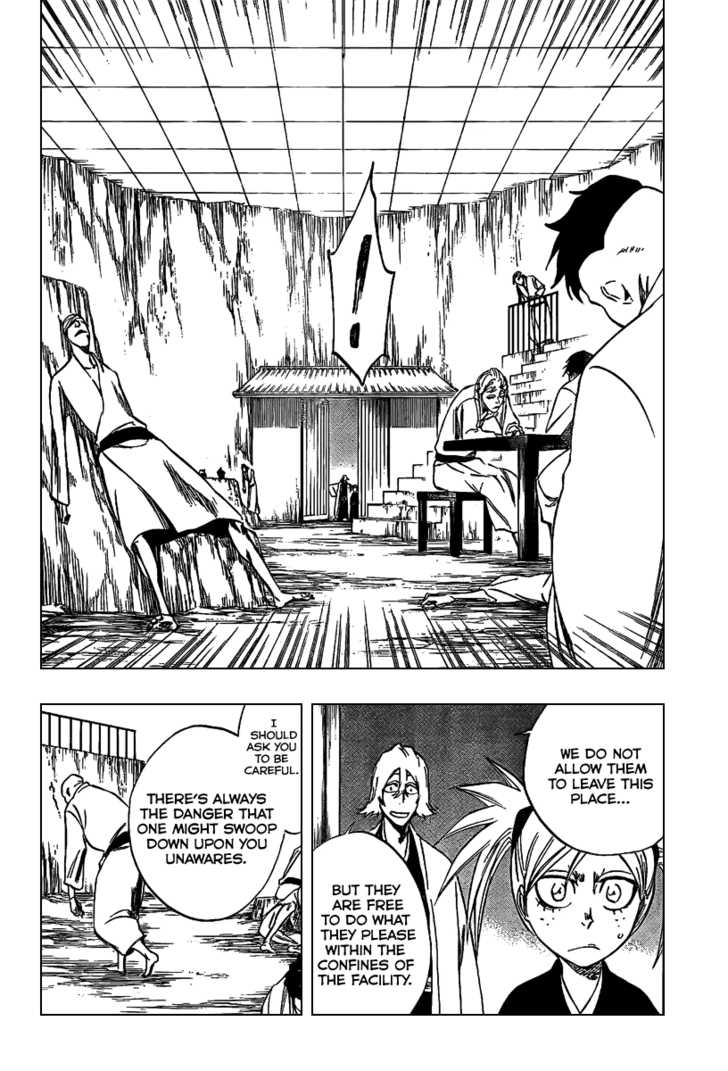 !
WE DO NOT
ALLOW THEM
TO LEAVE THIS
PLACE...
BUT THEY
ARE FREE
TO DO WHAT
THEY PLEASE
WITHIN THE
CONFINES OF
THE FACILITY.
I
SHOULD
ASK YOU
TO BE
CAREFUL.
THERE'S ALWAYS
THE DANGER THAT
ONE MIGHT SWOOP
DOWN UPON YOU
UNAWARES.